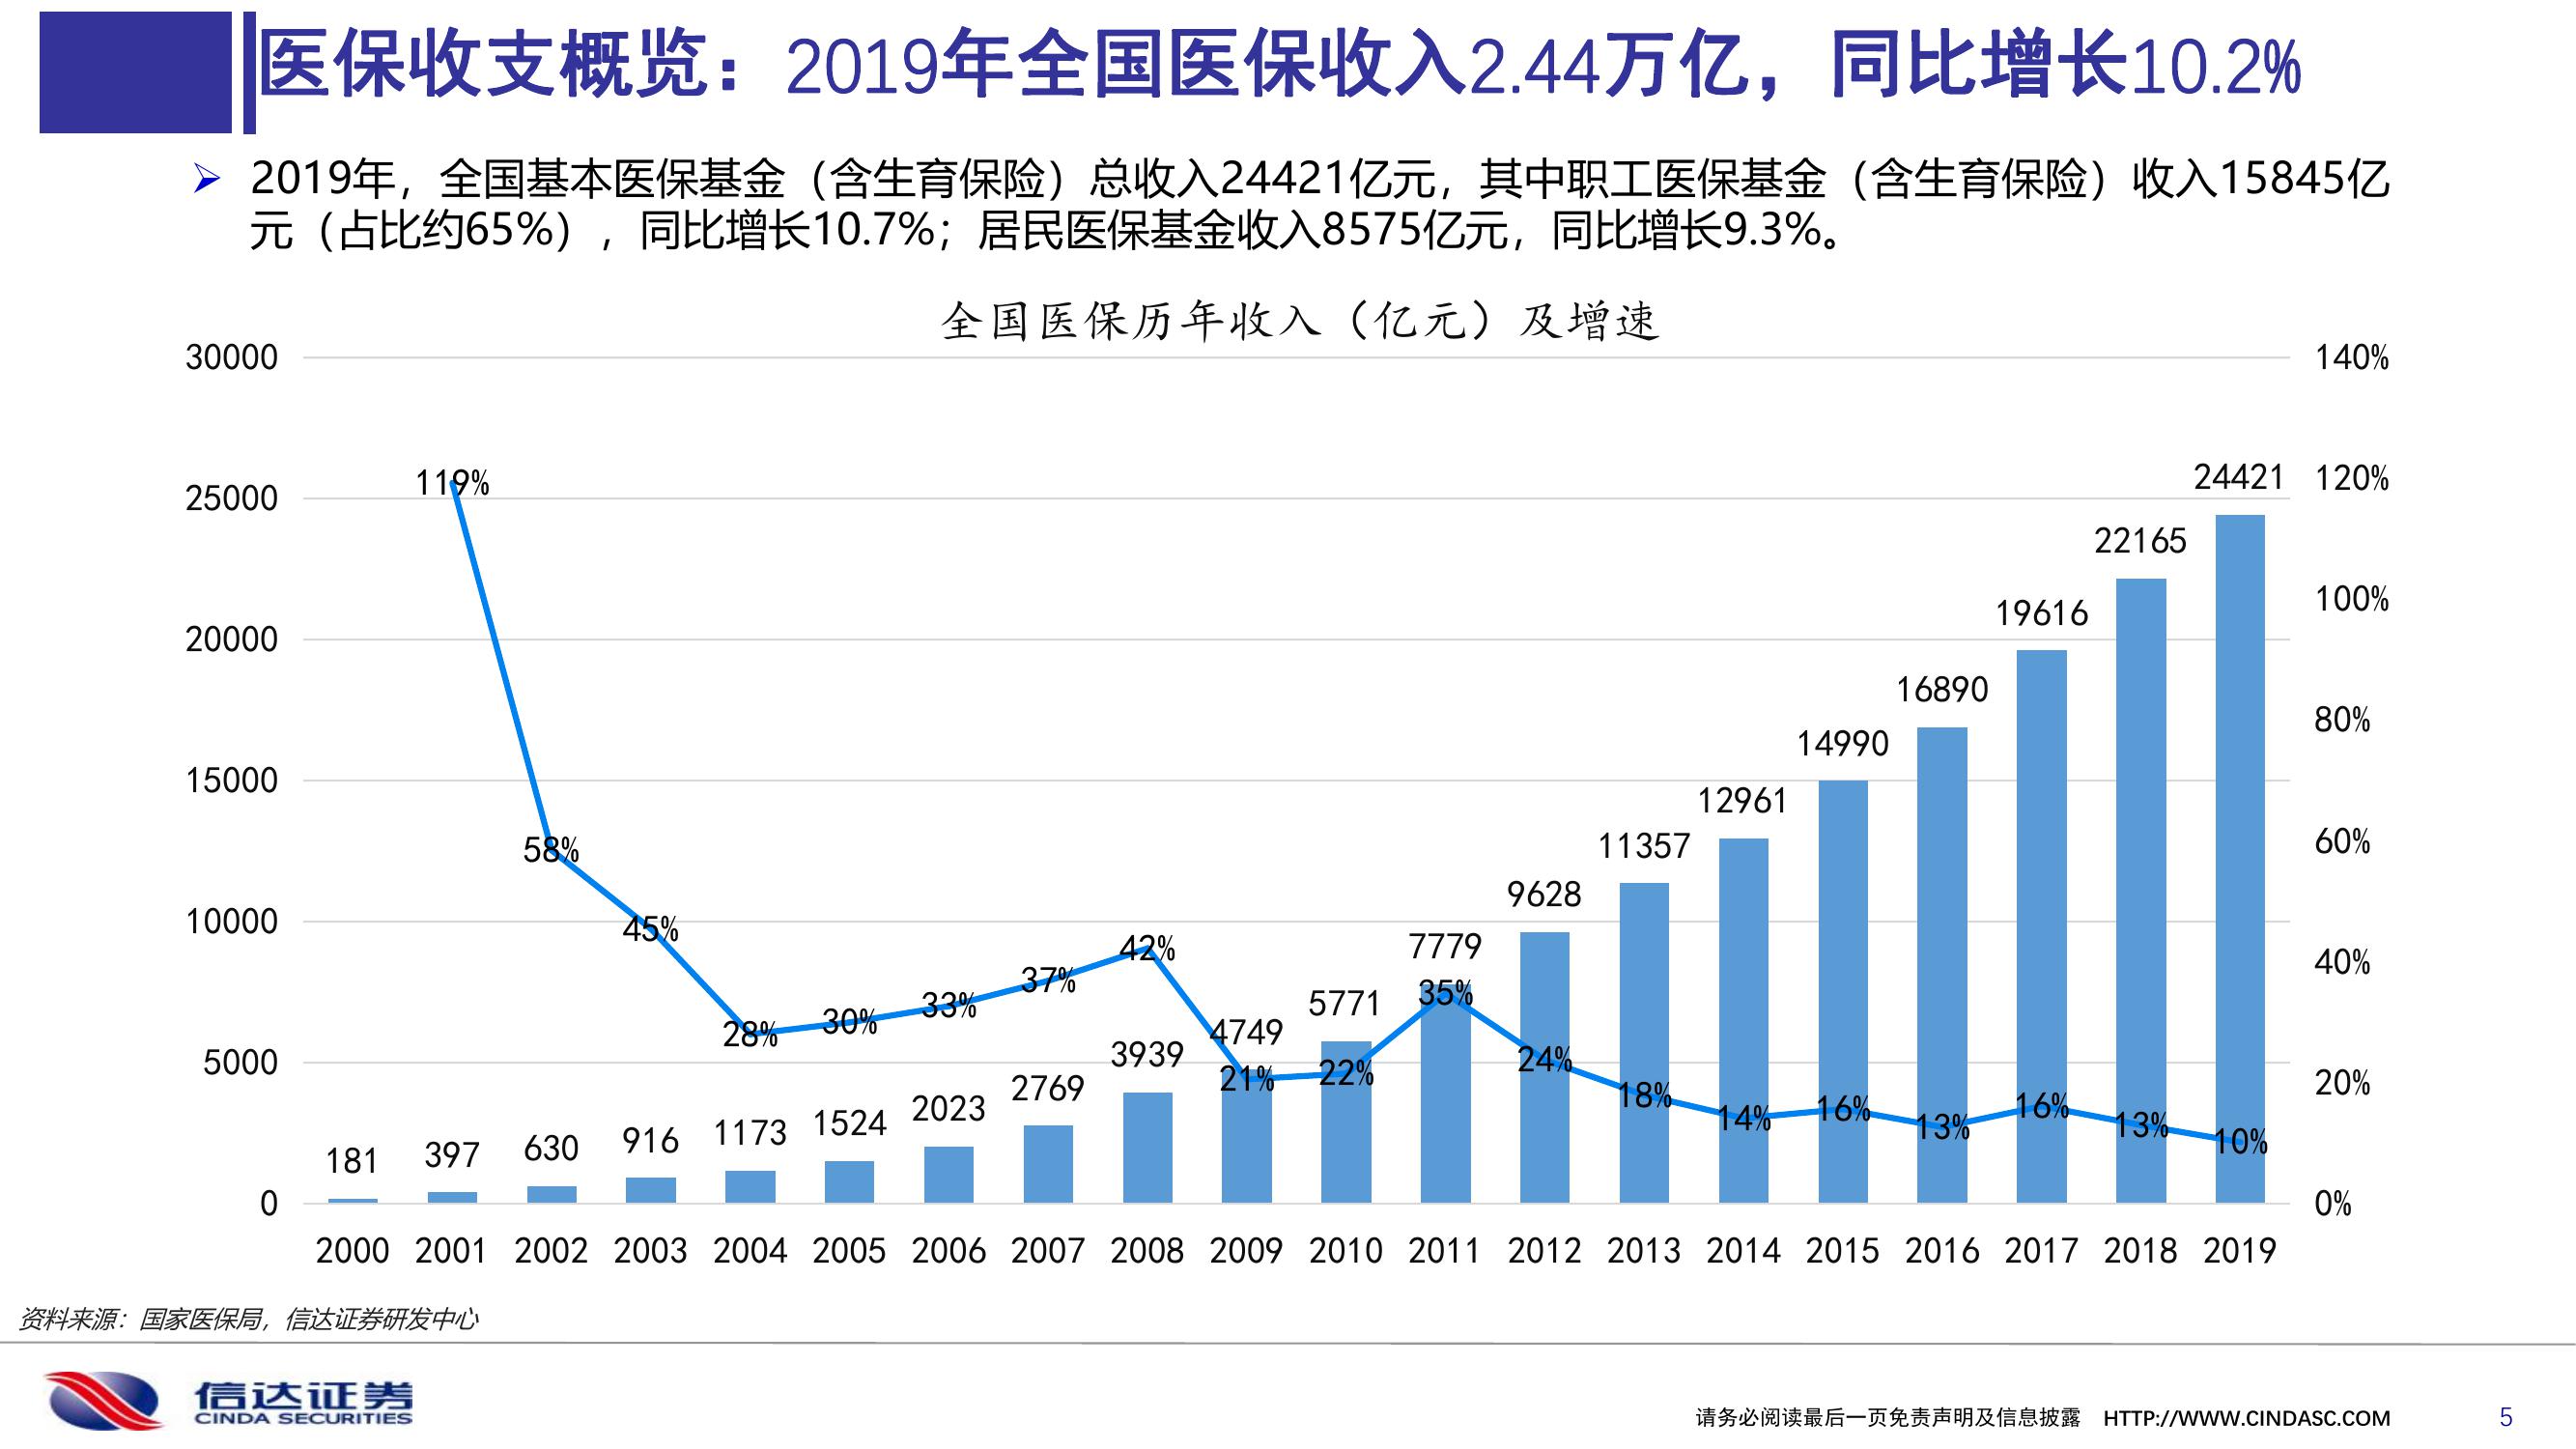 医保收支概览：2019年全国医保收入2.44万亿，同比增长10.2%
➢ 2019年，全国基本医保基金（含生育保险）总收入24421亿元，其中职工医保基金（含生育保险）收入15845亿
元（占比约65%），同比增长10.7%；居民医保基金收入8575亿元，同比增长9.3%。
全国医保历年收入（亿元）及增速
30000 140%
25000 120%
20000 100%
15000 80%
10000 60%
5000 40%
0 20%
0%
119% 58% 45% 28% 30% 33% 37% 42% 21% 22% 35% 24% 18% 14% 16% 13% 16% 13% 10%
181 397 630 916 1173 1524 2023 2769 3939 4749 5771 7779 9628 11357 12961 14990 16890 19616 22165 24421
2000 2001 2002 2003 2004 2005 2006 2007 2008 2009 2010 2011 2012 2013 2014 2015 2016 2017 2018 2019
资料来源：国家医保局，信达证券研发中心
信达证券
CINDA SECURITIES
请务必阅读最后一页免责声明及信息披露 HTTP://WWW.CINDASC.COM 5